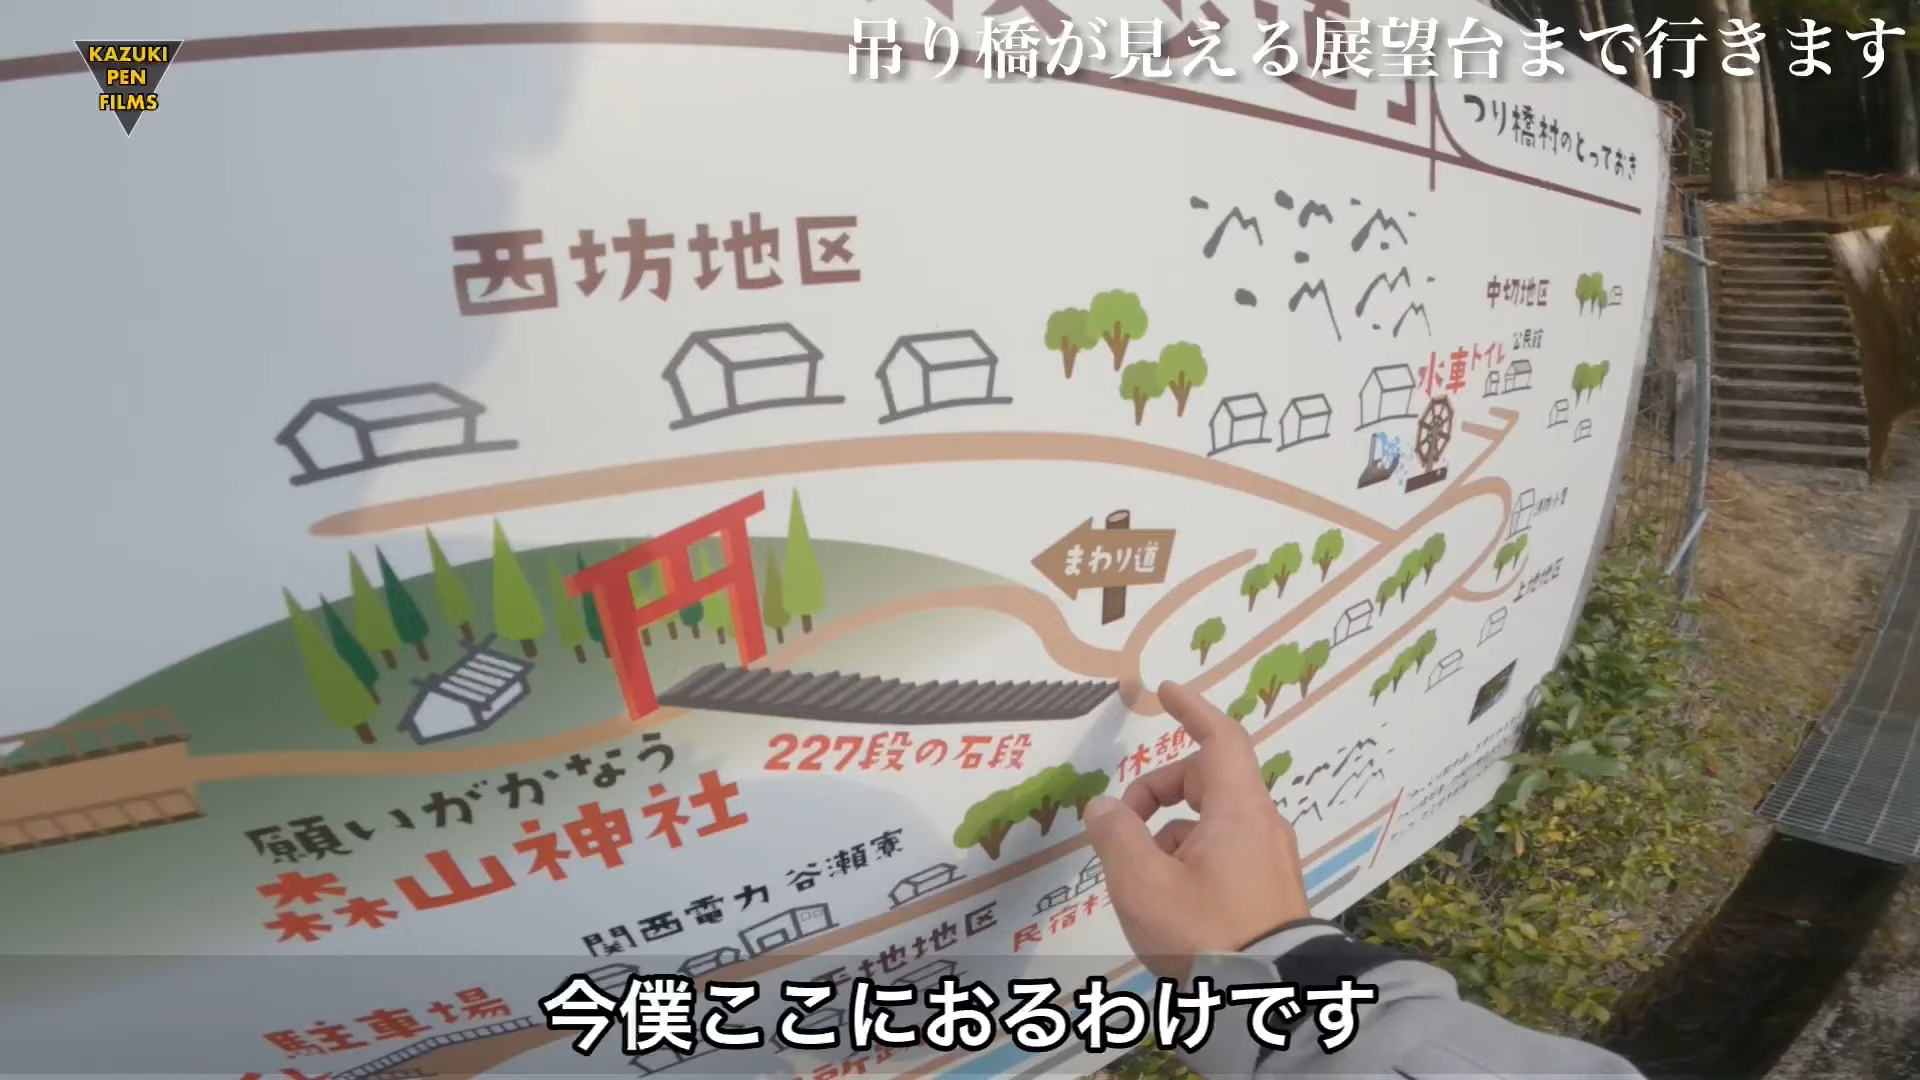 KAZUKI
PEN
FILMS
吊り橋が見える展望台まで行きます
つり橋村のとっておき
西坊地区
中切地区
公民館
水車トイレ
まわり道
上地地区
227段の石段
休憩
願いがかなう
森山神社
関西電力 谷瀬寮
地地区
民宿
駐車場
今僕ここにおるわけです